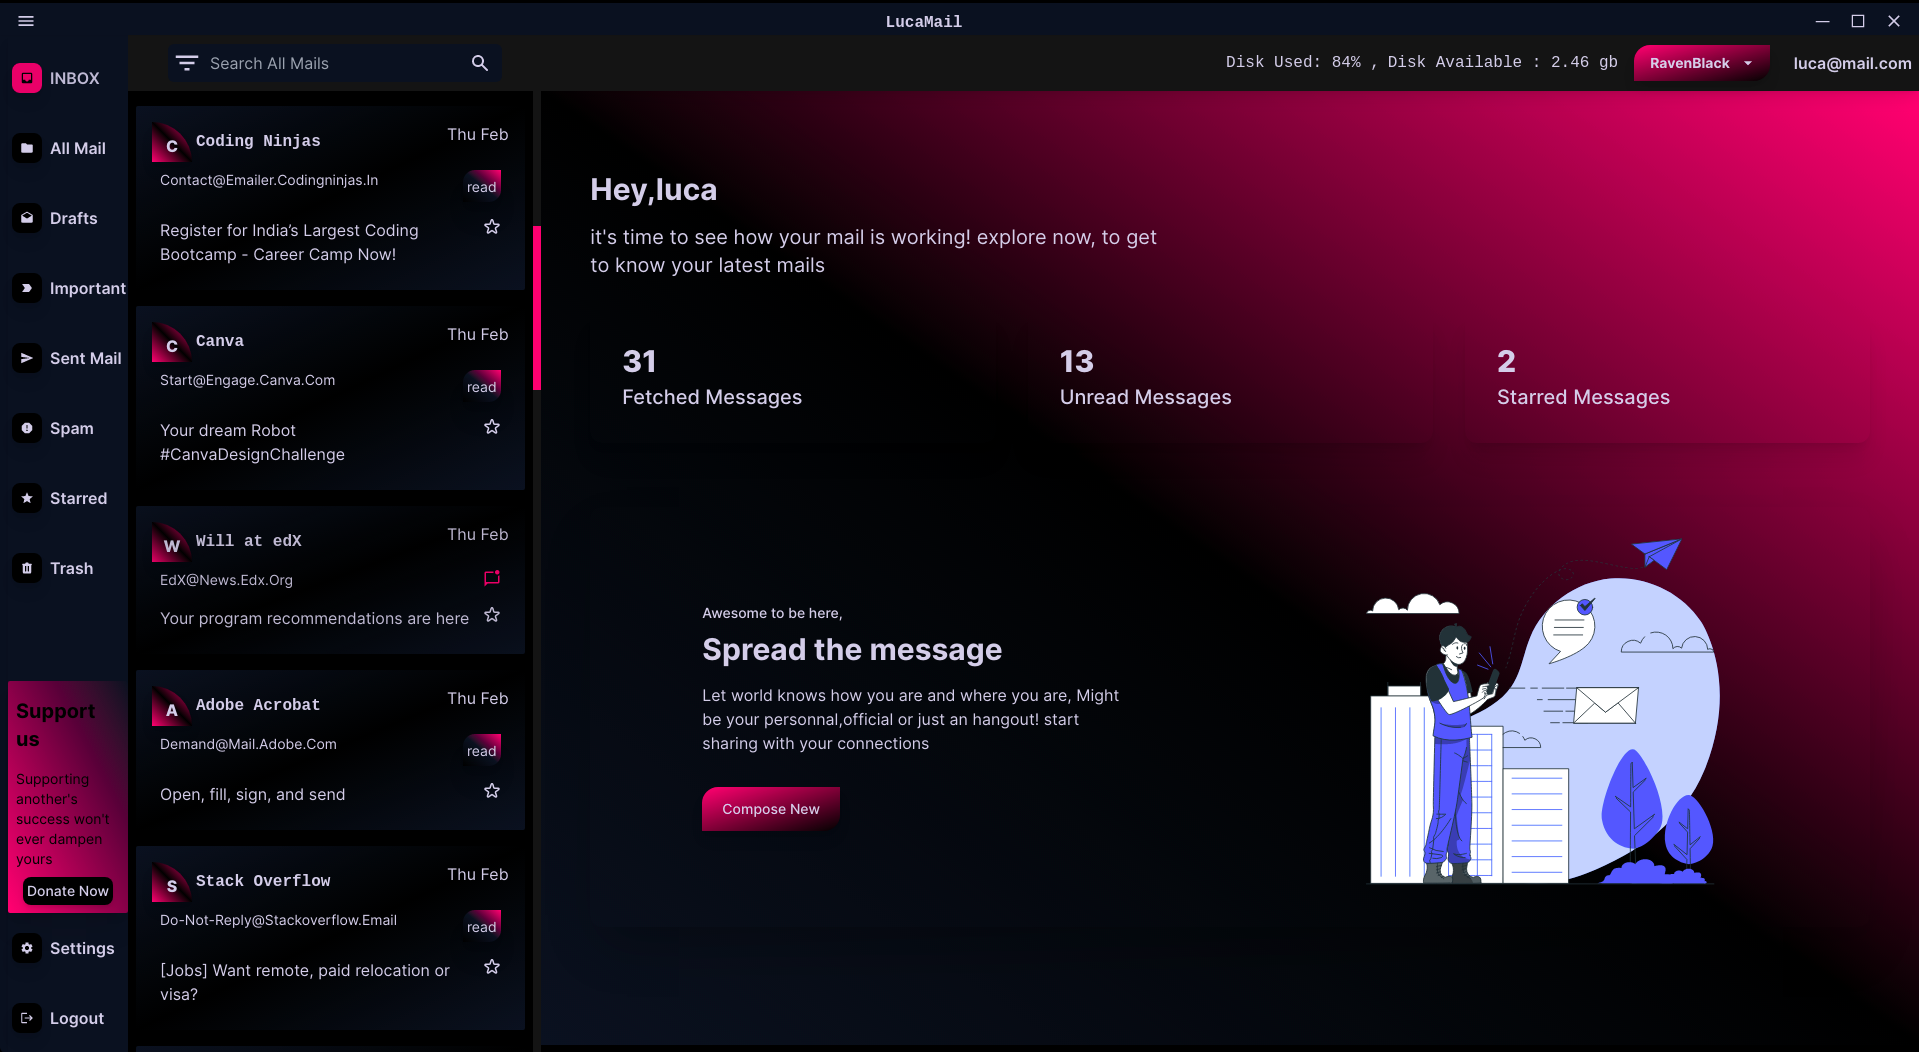 LucaMail
Search All Mails
Disk Used: 84% , Disk Available : 2.46 gb
RavenBlack
luca@mail.com
INBOX
All Mail
Drafts
Important
Sent Mail
Spam
Starred
Trash
Support
us
Supporting
another's
success won't
ever dampen
yours
Donate Now
Settings
Logout
C
Coding Ninjas
Thu Feb
Contact@Emailer.Codingninjas.In
read
Register for India’s Largest Coding
Bootcamp - Career Camp Now!
C
Canva
Thu Feb
Start@Engage.Canva.Com
read
Your dream Robot
#CanvaDesignChallenge
W
Will at edX
Thu Feb
EdX@News.Edx.Org
Your program recommendations are here
A
Adobe Acrobat
Thu Feb
Demand@Mail.Adobe.Com
read
Open, fill, sign, and send
S
Stack Overflow
Thu Feb
Do-Not-Reply@Stackoverflow.Email
read
[Jobs] Want remote, paid relocation or
visa?
Hey,luca
it's time to see how your mail is working! explore now, to get
to know your latest mails
31
Fetched Messages
13
Unread Messages
2
Starred Messages
Awesome to be here,
Spread the message
Let world knows how you are and where you are, Might
be your personnal,official or just an hangout! start
sharing with your connections
Compose New